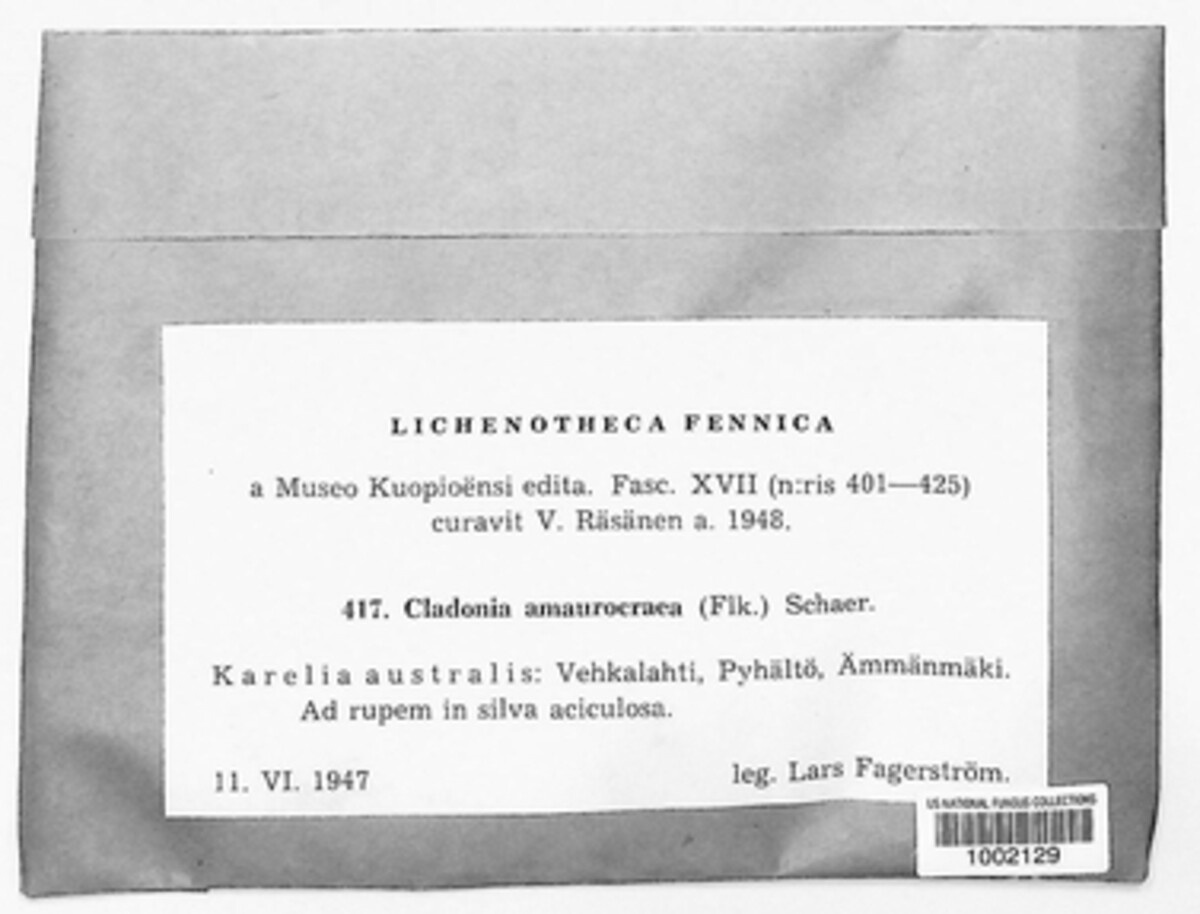 LICHENOTHECA FENNICA
a Museo Kuopioënsi edita. Fasc. XVII (n:ris 401—425)
curavit V. Räsänen a. 1948.
417. Cladonia amaurocraea (Flk.) Schaer.
Karelia australis: Vehkalahti, Pyhältö, Ämmänmäki.
Ad rupem in silva aciculosa.
11. VI. 1947 leg. Lars Fagerström.
US NATIONAL FUNGUS COLLECTIONS
1002129